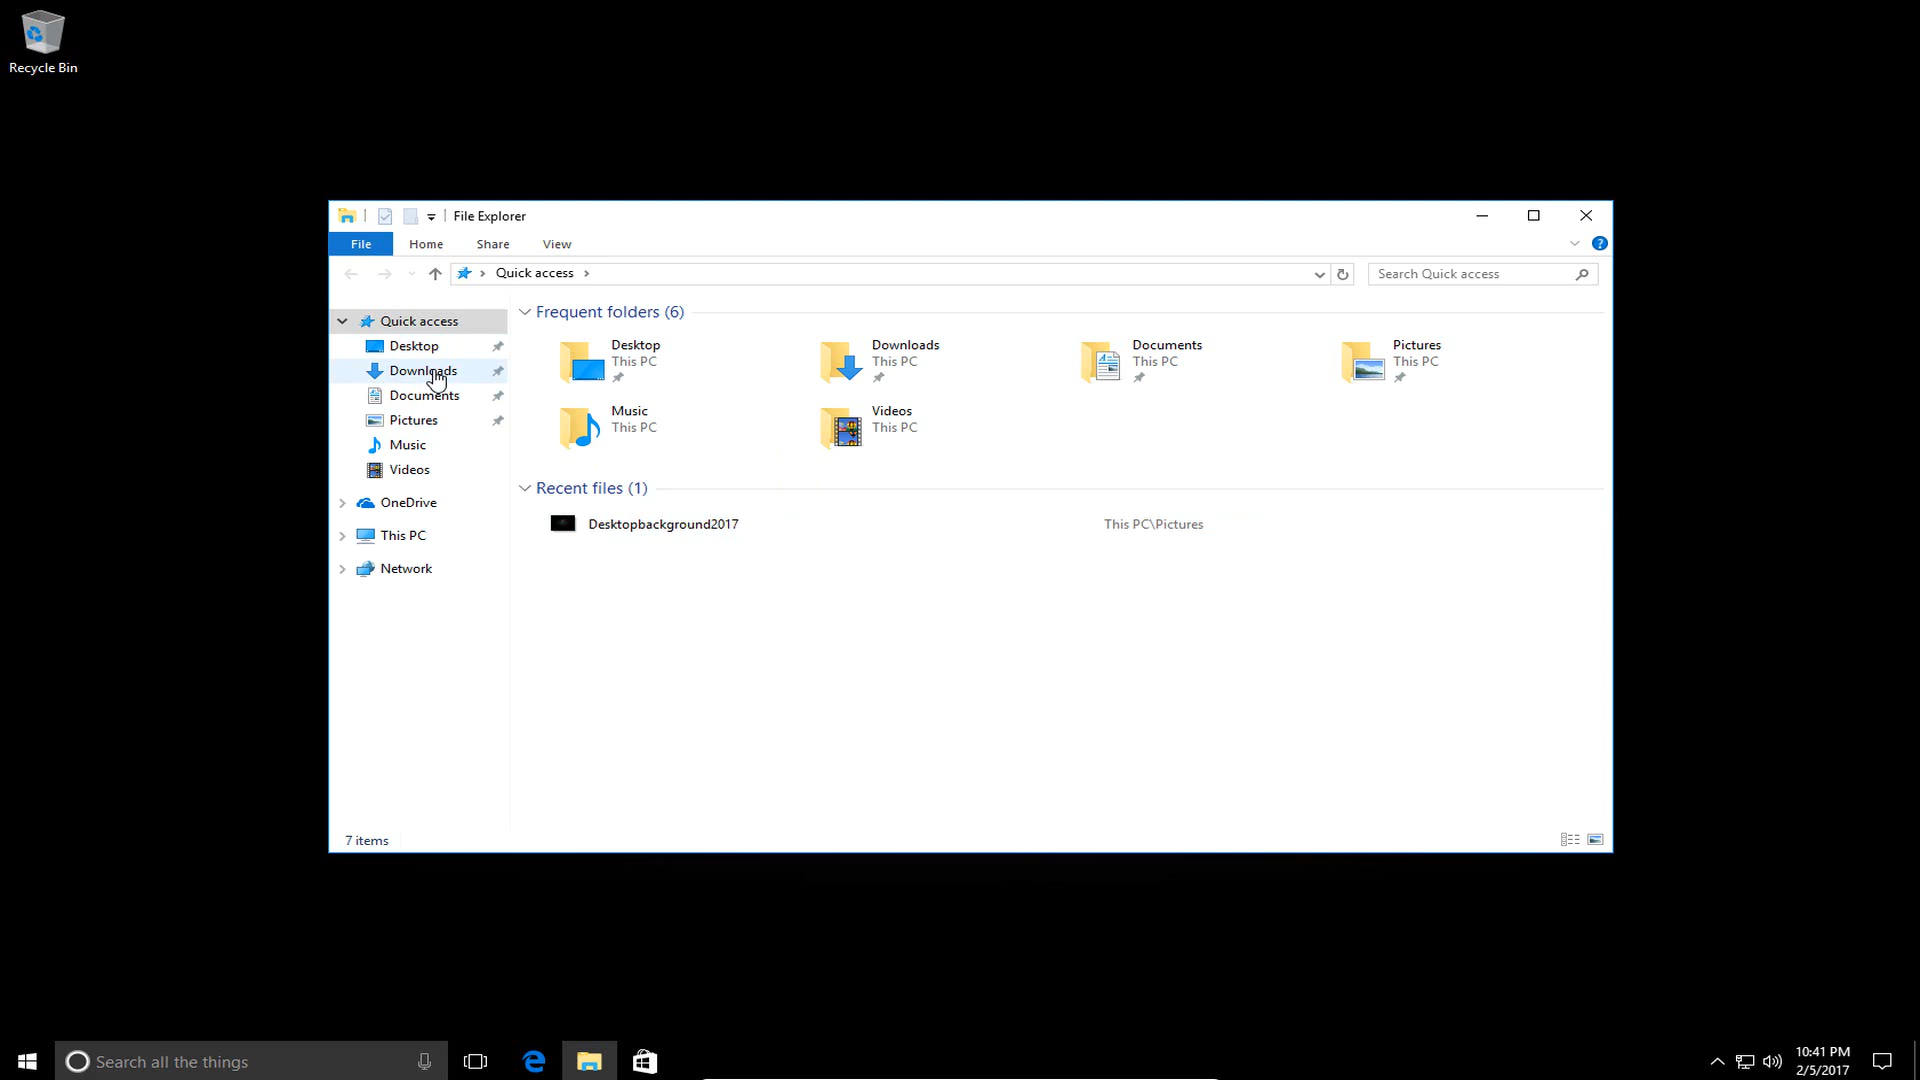 Recycle Bin
File Explorer
File Home Share View
Quick access
Search Quick access
Quick access
Desktop
Downloads
Documents
Pictures
Music
Videos
OneDrive
This PC
Network
Frequent folders (6)
Desktop
This PC
Downloads
This PC
Documents
This PC
Pictures
This PC
Music
This PC
Videos
This PC
Recent files (1)
Desktopbackground2017 This PC\Pictures
7 items
Search all the things
10:41 PM
2/5/2017